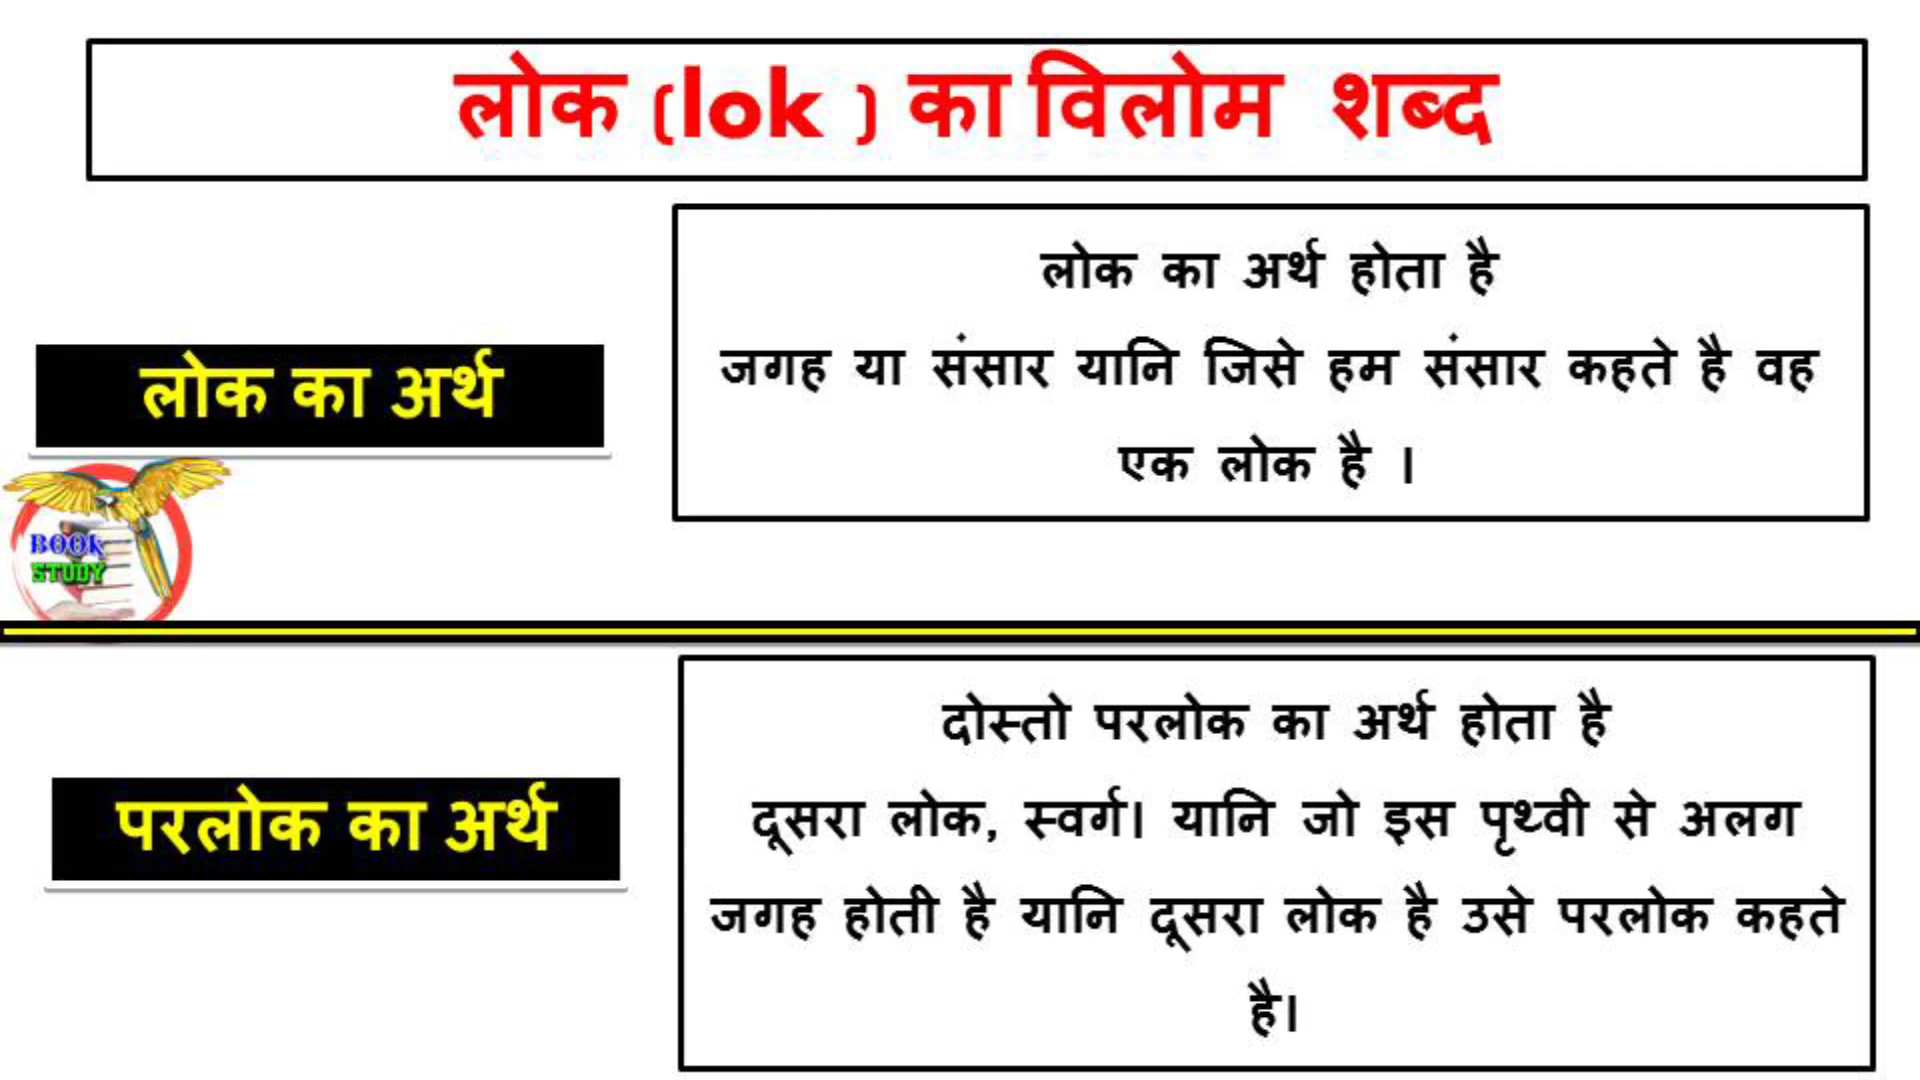 लोक (lok ) का विलोम शब्द
लोक का अर्थ होता है
जगह या संसार यानि जिसे हम संसार कहते है वह
एक लोक है ।
लोक का अर्थ
BOOK
STUDY
दोस्तो परलोक का अर्थ होता है
दूसरा लोक, स्वर्ग। यानि जो इस पृथ्वी से अलग
जगह होती है यानि दूसरा लोक है उसे परलोक कहते
है।
परलोक का अर्थ